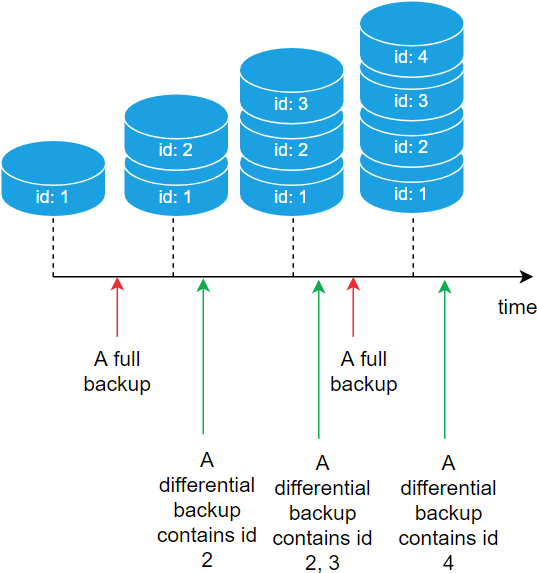 id: 4
id: 3
id: 3
id: 2
id: 2
id: 2
id: 1
id: 1
id: 1
id: 1
time
A full
backup
A full
backup
A
differential
backup
contains id
2
A
differential
backup
contains id
2, 3
A
differential
backup
contains id
4